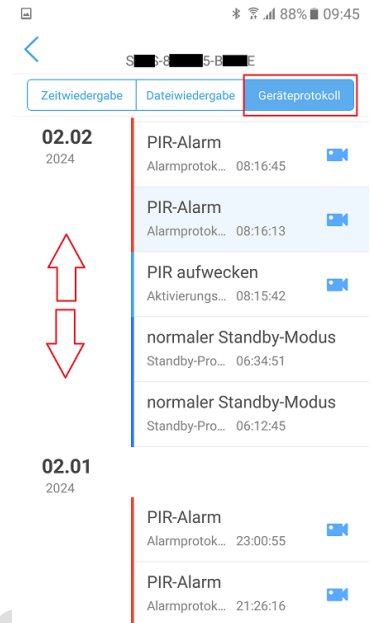 88% 09:45
Zeitwiedergabe Dateiwiedergabe Geräteprotokoll
02.02
2024
PIR-Alarm
Alarmprotok... 08:16:45
PIR-Alarm
Alarmprotok... 08:16:13
PIR aufwecken
Aktivierungs... 08:15:42
normaler Standby-Modus
Standby-Pro... 06:34:51
normaler Standby-Modus
Standby-Pro... 06:12:45
02.01
2024
PIR-Alarm
Alarmprotok... 23:00:55
PIR-Alarm
Alarmprotok... 21:26:16